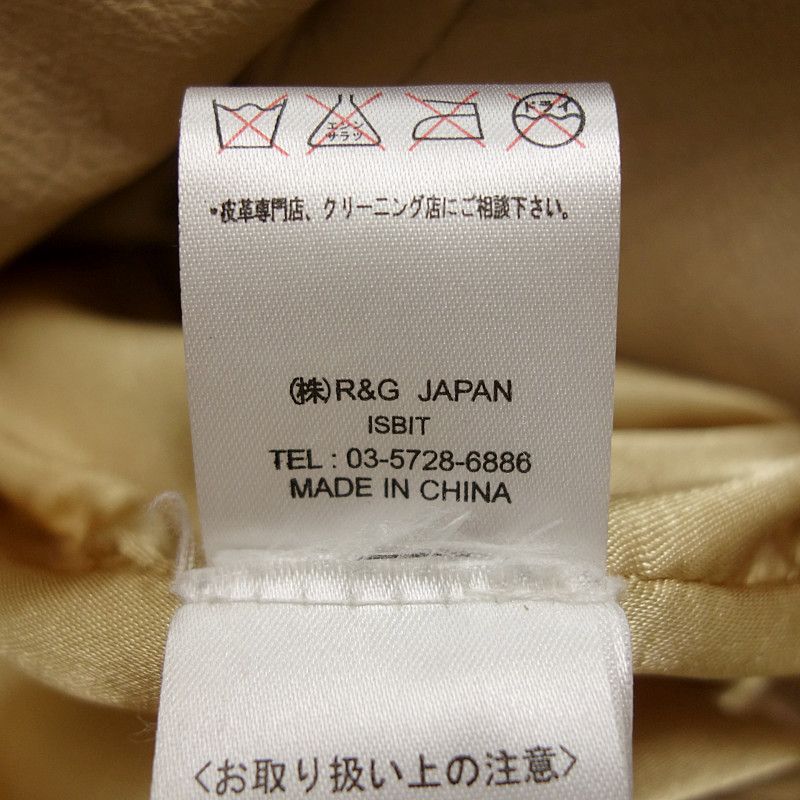 エンソ
サラシ
ドライ
・皮革専門店、クリーニング店にご相談下さい。
(株)R&G JAPAN
ISBIT
TEL : 03-5728-6886
MADE IN CHINA
<お取り扱い上の注意>